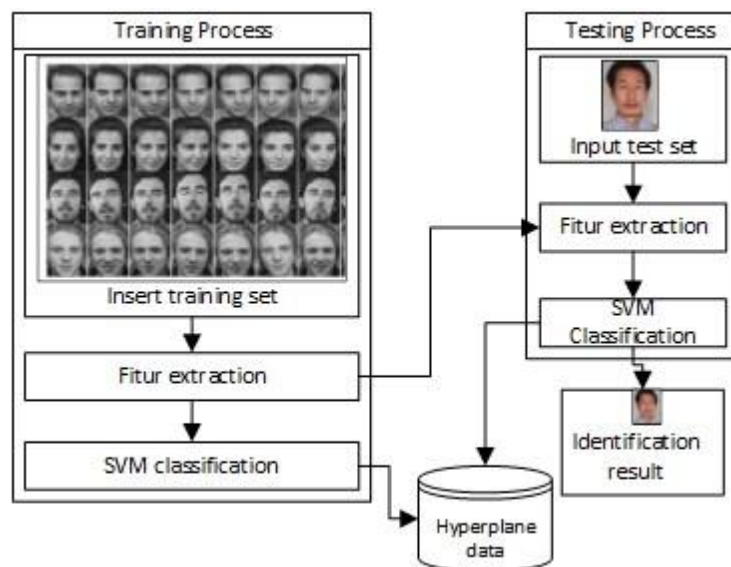 Training Process
Insert training set
Fitur extraction
SVM classification
Testing Process
Input test set
Fitur extraction
SVM
Classification
Identification
result
Hyperplane
data